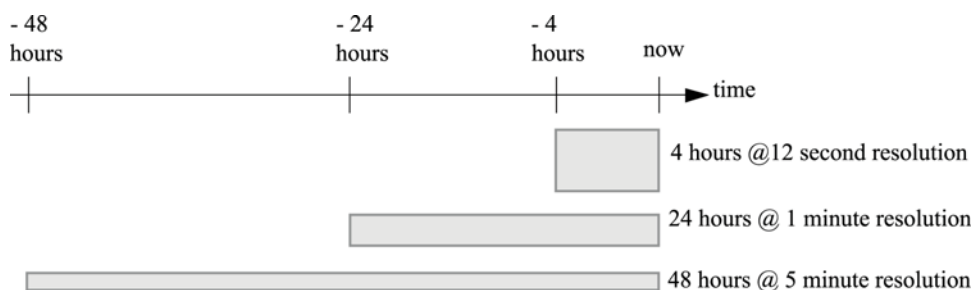 - 48
hours
- 24
hours
- 4
hours
now
time
4 hours @12 second resolution
24 hours @ 1 minute resolution
48 hours @ 5 minute resolution